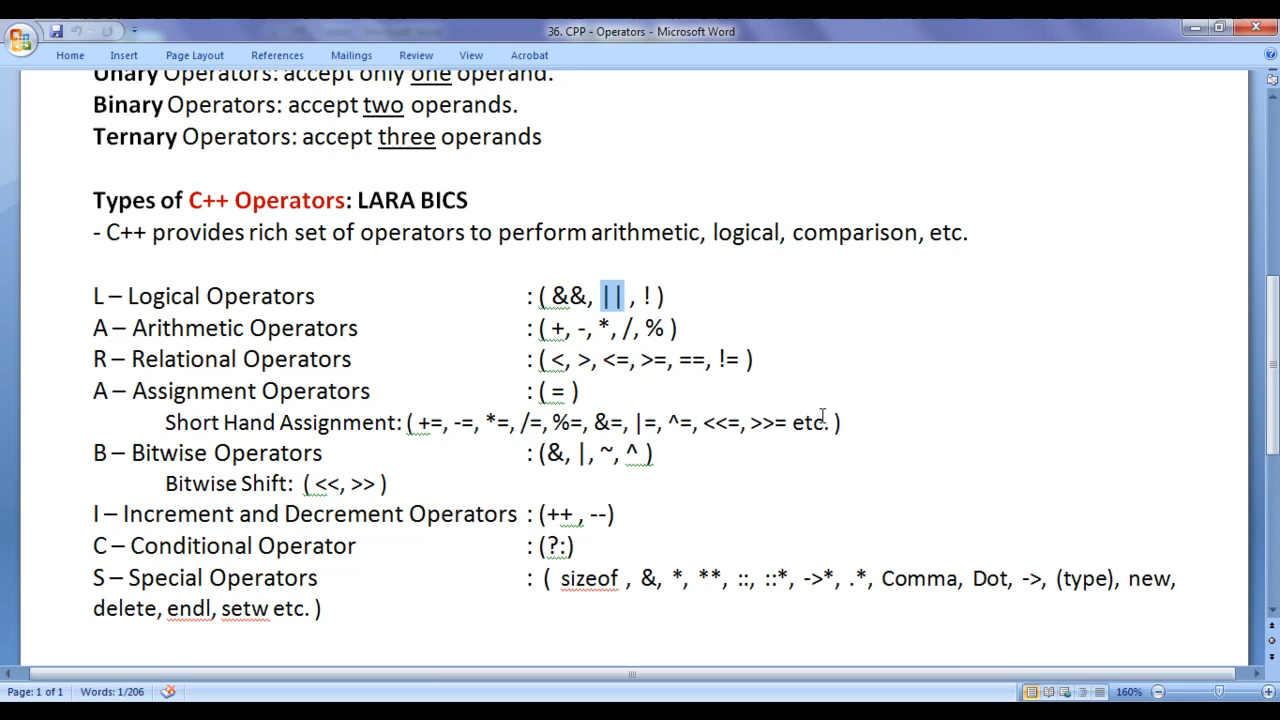 36. CPP - Operators - Microsoft Word
Home Insert Page Layout References Mailings Review View Acrobat
Unary Operators: accept only one operand.
Binary Operators: accept two operands.
Ternary Operators: accept three operands
Types of C++ Operators: LARA BICS
- C++ provides rich set of operators to perform arithmetic, logical, comparison, etc.
L – Logical Operators : ( &&, || , ! )
A – Arithmetic Operators : ( +, -, *, /, % )
R – Relational Operators : ( <, >, <=, >=, ==, != )
A – Assignment Operators : ( = )
Short Hand Assignment: ( +=, -=, *=, /=, %=, &=, |=, ^=, <<=, >>= etc. )
B – Bitwise Operators : (&, |, ~, ^ )
Bitwise Shift: ( <<, >> )
I – Increment and Decrement Operators : (++ , --)
C – Conditional Operator : (?:)
S – Special Operators : ( sizeof , &, *, **, ::, ::*, ->*, .*, Comma, Dot, ->, (type), new,
delete, endl, setw etc. )
Page: 1 of 1 Words: 1/206 160%